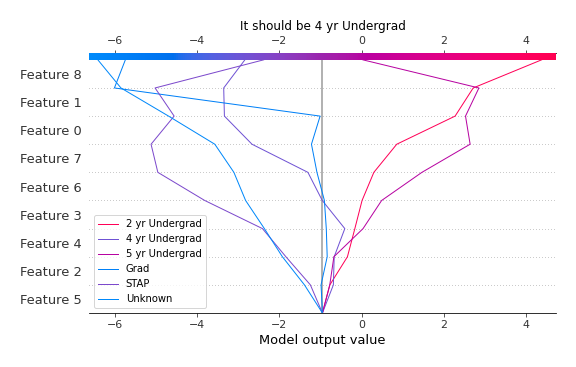 It should be 4 yr Undergrad
−6 −4 −2 0 2 4
Feature 8
Feature 1
Feature 0
Feature 7
Feature 6
Feature 3
Feature 4
Feature 2
Feature 5
2 yr Undergrad
4 yr Undergrad
5 yr Undergrad
Grad
STAP
Unknown
−6 −4 −2 0 2 4
Model output value